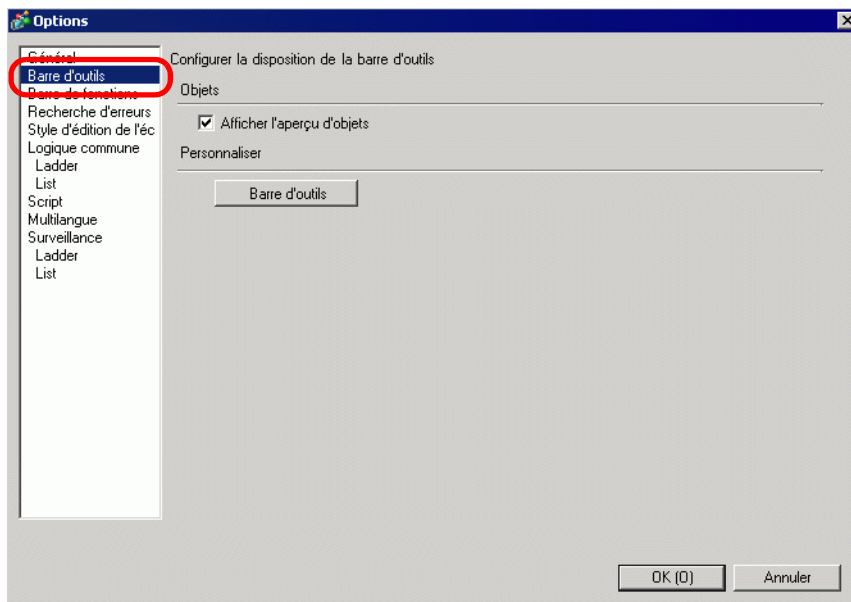 Options
Général
Barre d'outils
Barre de fonctions
Recherche d'erreurs
Style d'édition de l'éc
Logique commune
Ladder
List
Script
Multilangue
Surveillance
Ladder
List
Configurer la disposition de la barre d'outils
Objets
Afficher l'aperçu d'objets
Personnaliser
Barre d'outils
OK (O)
Annuler